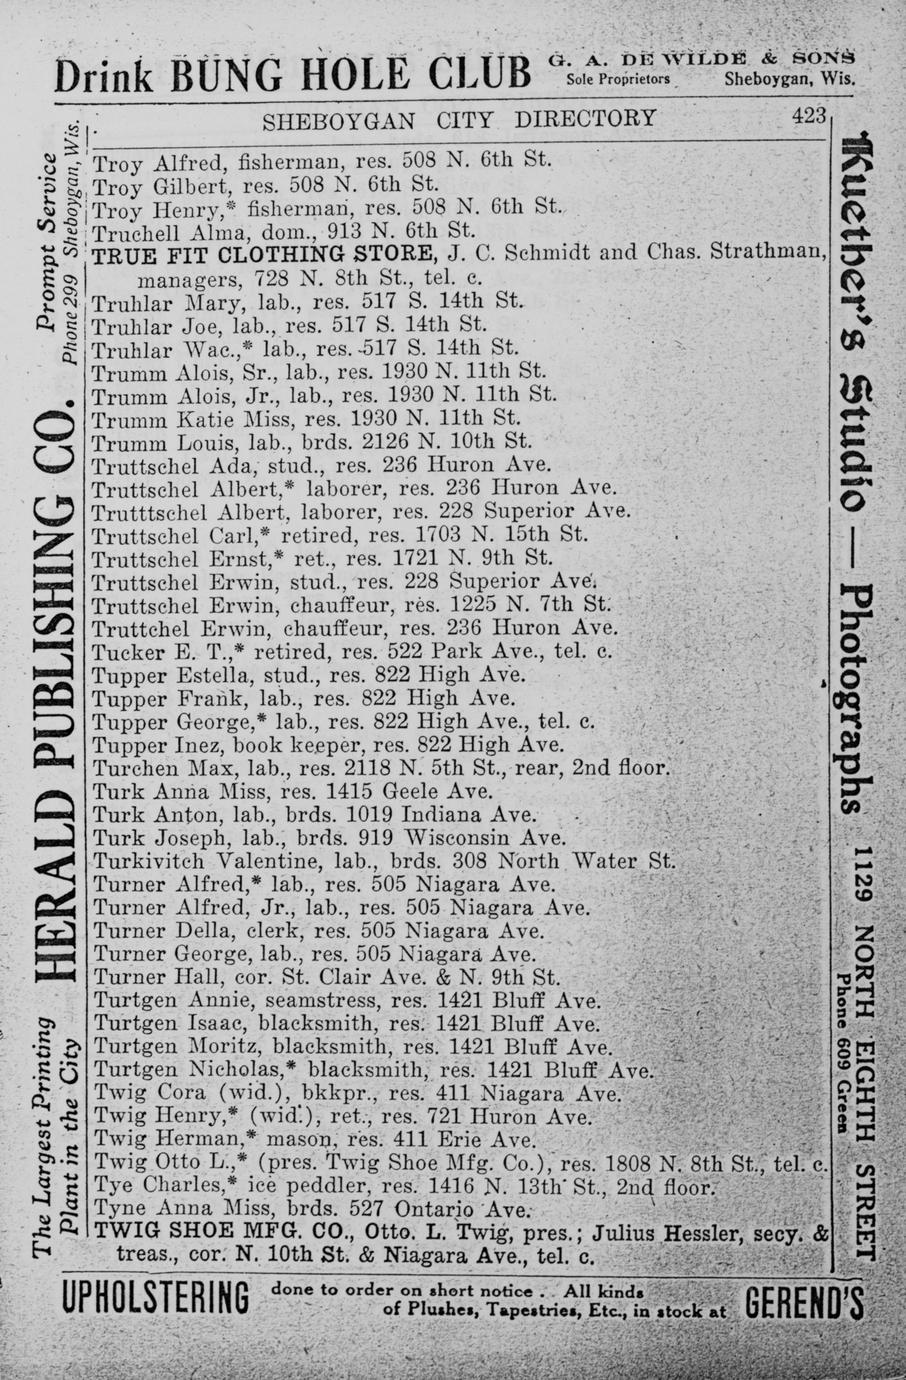 Drink BUNG HOLE CLUB G. A. DE WILDE & SONS
Sole Proprietors Sheboygan, Wis.
SHEBOYGAN CITY DIRECTORY 423
Troy Alfred, fisherman, res. 508 N. 6th St.
Troy Gilbert, res. 508 N. 6th St.
Troy Henry,* fisherman, res. 508 N. 6th St.
Truchell Alma, dom., 913 N. 6th St.
TRUE FIT CLOTHING STORE, J. C. Schmidt and Chas. Strathman,
managers, 728 N. 8th St., tel. c.
Truhlar Mary, lab., res. 517 S. 14th St.
Truhlar Joe, lab., res. 517 S. 14th St.
Truhlar Wac.,* lab., res. 517 S. 14th St.
Trumm Alois, Sr., lab., res. 1930 N. 11th St.
Trumm Alois, Jr., lab., res. 1930 N. 11th St.
Trumm Katie Miss, res. 1930 N. 11th St.
Trumm Louis, lab., brds. 2126 N. 10th St.
Truttschel Ada, stud., res. 236 Huron Ave.
Truttschel Albert,* laborer, res. 236 Huron Ave.
Trutttschel Albert, laborer, res. 228 Superior Ave.
Truttschel Carl,* retired, res. 1703 N. 15th St.
Truttschel Ernst,* ret., res. 1721 N. 9th St.
Truttschel Erwin, stud., res. 228 Superior Ave.
Truttschel Erwin, chauffeur, res. 1225 N. 7th St.
Truttchel Erwin, chauffeur, res. 236 Huron Ave.
Tucker E. T.,* retired, res. 522 Park Ave., tel. c.
Tupper Estella, stud., res. 822 High Ave.
Tupper Frank, lab., res. 822 High Ave.
Tupper George,* lab., res. 822 High Ave., tel. c.
Tupper Inez, book keeper, res. 822 High Ave.
Turchen Max, lab., res. 2118 N. 5th St., rear, 2nd floor.
Turk Anna Miss, res. 1415 Geele Ave.
Turk Anton, lab., brds. 1019 Indiana Ave.
Turk Joseph, lab., brds. 919 Wisconsin Ave.
Turkivitch Valentine, lab., brds. 308 North Water St.
Turner Alfred,* lab., res. 505 Niagara Ave.
Turner Alfred, Jr., lab., res. 505 Niagara Ave.
Turner Della, clerk, res. 505 Niagara Ave.
Turner George, lab., res. 505 Niagara Ave.
Turner Hall, cor. St. Clair Ave. & N. 9th St.
Turtgen Annie, seamstress, res. 1421 Bluff Ave.
Turtgen Isaac, blacksmith, res. 1421 Bluff Ave.
Turtgen Moritz, blacksmith, res. 1421 Bluff Ave.
Turtgen Nicholas,* blacksmith, res. 1421 Bluff Ave.
Twig Cora (wid.), bkkpr., res. 411 Niagara Ave.
Twig Henry,* (wid.), ret., res. 721 Huron Ave.
Twig Herman,* mason, res. 411 Erie Ave.
Twig Otto L.,* (pres. Twig Shoe Mfg. Co.), res. 1808 N. 8th St., tel. c.
Tye Charles,* ice peddler, res. 1416 N. 13th St., 2nd floor.
Tyne Anna Miss, brds. 527 Ontario Ave.
TWIG SHOE MFG. CO., Otto. L. Twig, pres.; Julius Hessler, secy. &
treas., cor. N. 10th St. & Niagara Ave., tel. c.
The Largest Printing
Plant in the City
HERALD PUBLISHING CO.
Prompt Service
Phone 299 Sheboygan, Wis.
Kuether's Studio — Photographs 1129 NORTH EIGHTH STREET
Phone 609 Green
UPHOLSTERING done to order on short notice . . All kinds
of Plushes, Tapestries, Etc., in stock at GEREND'S